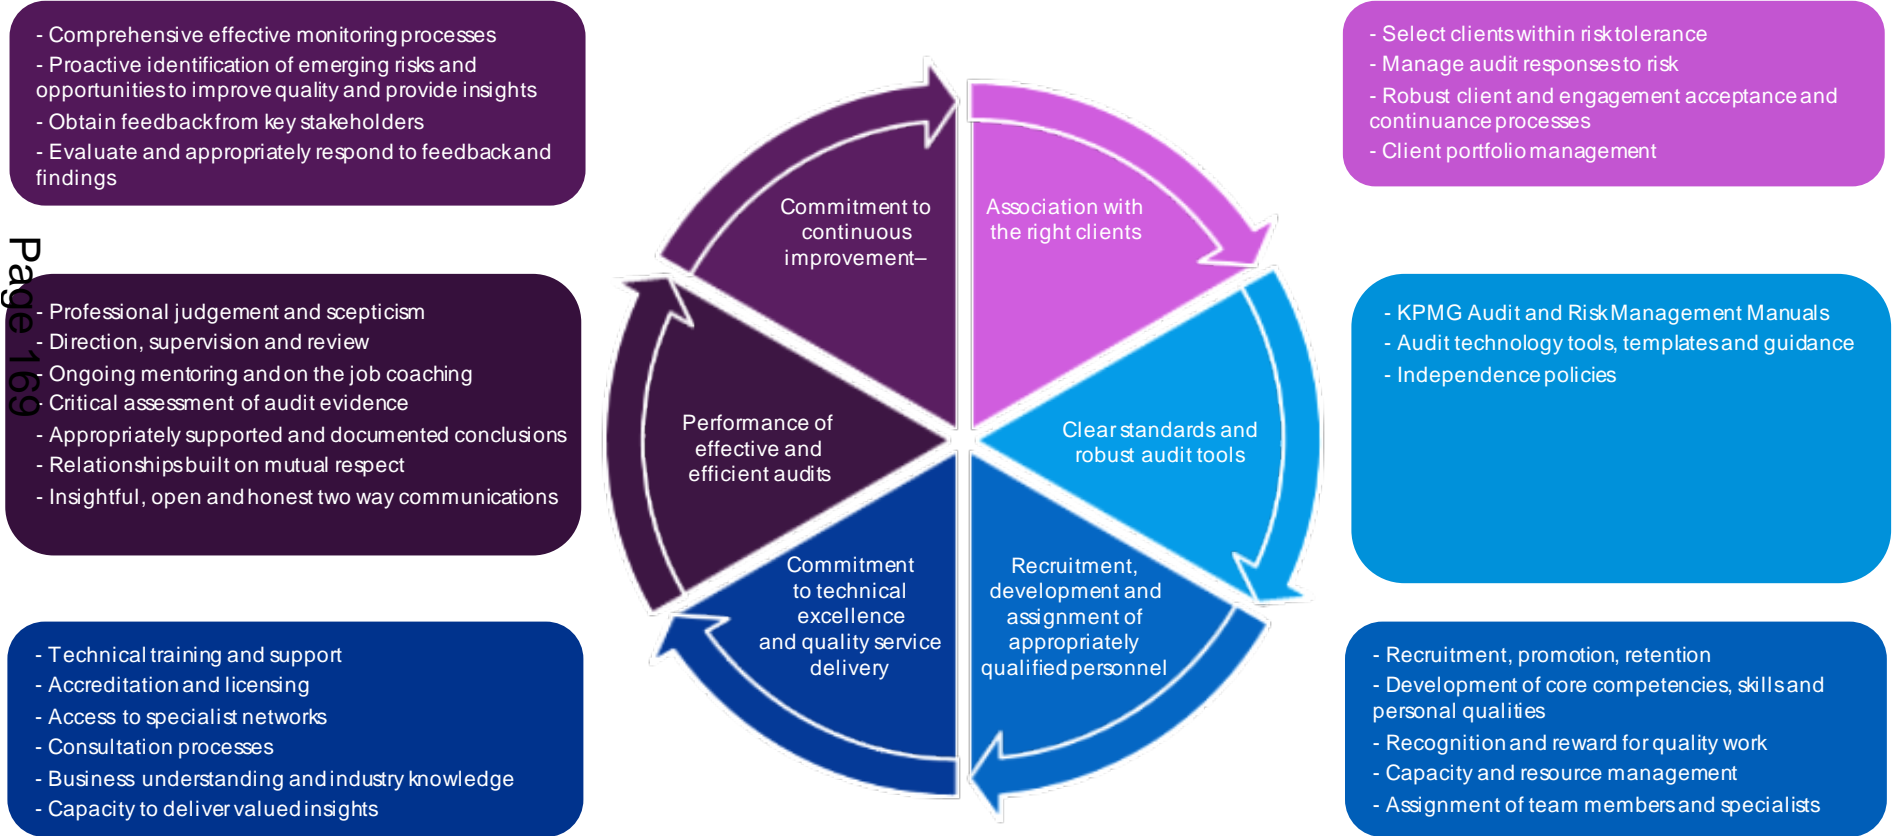 - Comprehensive effective monitoring processes
- Proactive identification of emerging risks and
opportunities to improve quality and provide insights
- Obtain feedback from key stakeholders
- Evaluate and appropriately respond to feedback and
findings
- Select clients within risk tolerance
- Manage audit responses to risk
- Robust client and engagement acceptance and
continuance processes
- Client portfolio management
Commitment to
continuous
improvement–
Association with
the right clients
Page 169
- Professional judgement and scepticism
- Direction, supervision and review
- Ongoing mentoring and on the job coaching
- Critical assessment of audit evidence
- Appropriately supported and documented conclusions
- Relationships built on mutual respect
- Insightful, open and honest two way communications
Performance of
effective and
efficient audits
Clear standards and
robust audit tools
- KPMG Audit and Risk Management Manuals
- Audit technology tools, templates and guidance
- Independence policies
Commitment
to technical
excellence
and quality service
delivery
Recruitment,
development and
assignment of
appropriately
qualified personnel
- Technical training and support
- Accreditation and licensing
- Access to specialist networks
- Consultation processes
- Business understanding and industry knowledge
- Capacity to deliver valued insights
- Recruitment, promotion, retention
- Development of core competencies, skills and
personal qualities
- Recognition and reward for quality work
- Capacity and resource management
- Assignment of team members and specialists